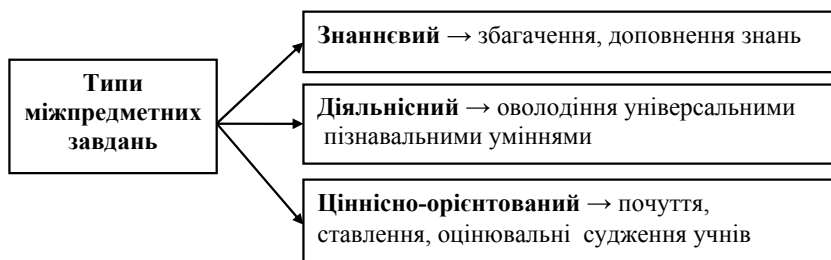 Типи
міжпредметних
завдань
Знаннєвий → збагачення, доповнення знань
Діяльнісний → оволодіння універсальними
пізнавальними уміннями
Ціннісно-орієнтований → почуття,
ставлення, оцінювальні судження учнів